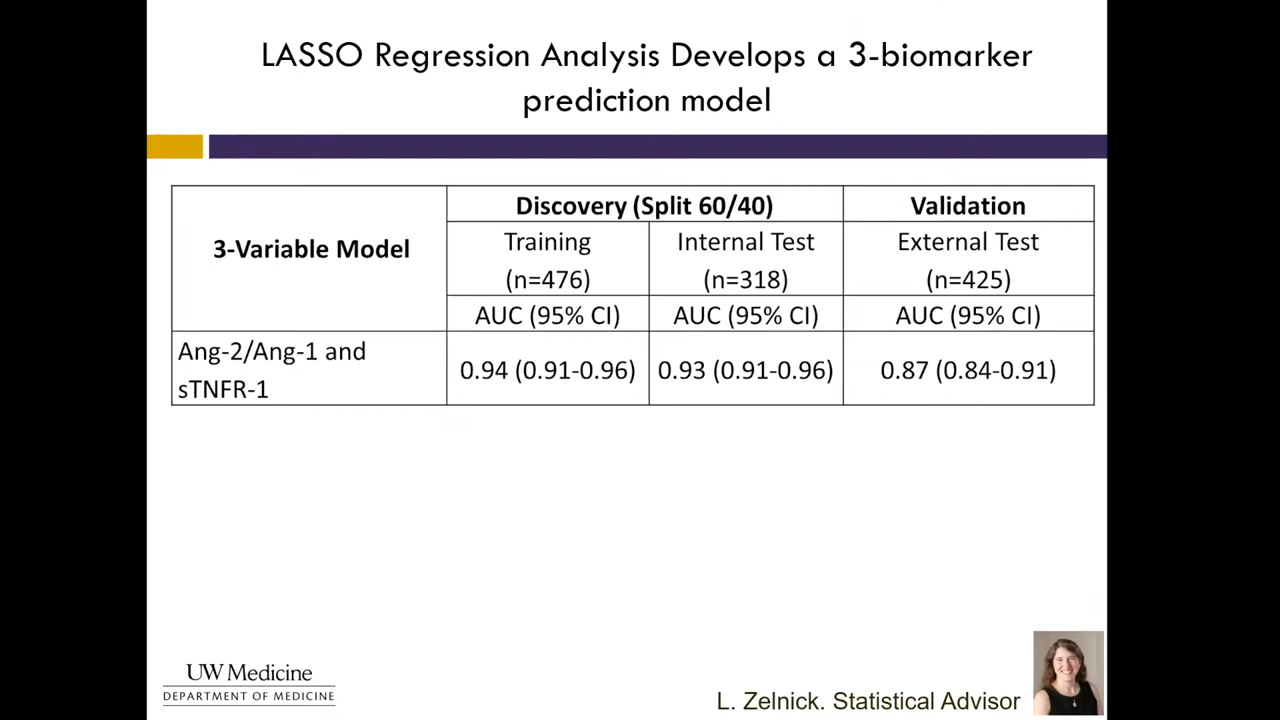 LASSO Regression Analysis Develops a 3-biomarker
prediction model
3-Variable Model
Discovery (Split 60/40)
Validation
Training
(n=476)
Internal Test
(n=318)
External Test
(n=425)
AUC (95% CI)
AUC (95% CI)
AUC (95% CI)
Ang-2/Ang-1 and
sTNFR-1
0.94 (0.91-0.96)
0.93 (0.91-0.96)
0.87 (0.84-0.91)
UW Medicine
DEPARTMENT OF MEDICINE
L. Zelnick. Statistical Advisor